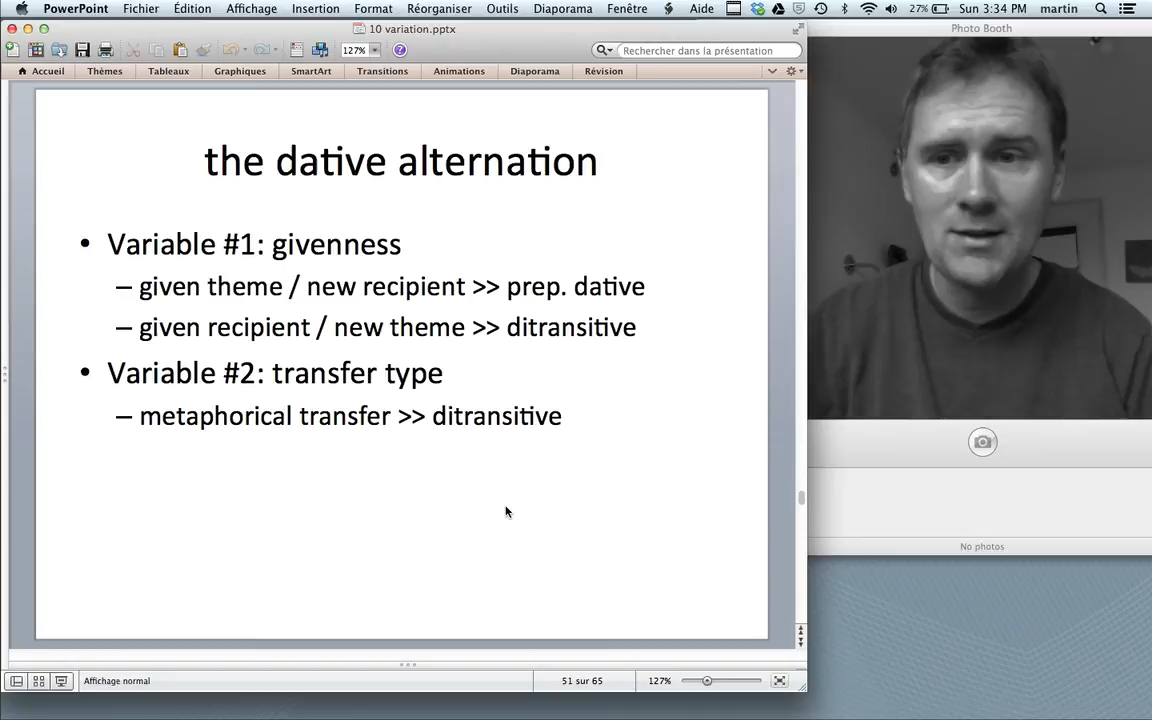 PowerPoint Fichier Édition Affichage Insertion Format Réorganiser Outils Diaporama Fenêtre Aide 27% Sun 3:34 PM martin
10 variation.pptx
Photo Booth
127% Rechercher dans la présentation
Accueil Thèmes Tableaux Graphiques SmartArt Transitions Animations Diaporama Révision
the dative alternation
• Variable #1: givenness
– given theme / new recipient >> prep. dative
– given recipient / new theme >> ditransitive
• Variable #2: transfer type
– metaphorical transfer >> ditransitive
No photos
Affichage normal 51 sur 65 127%